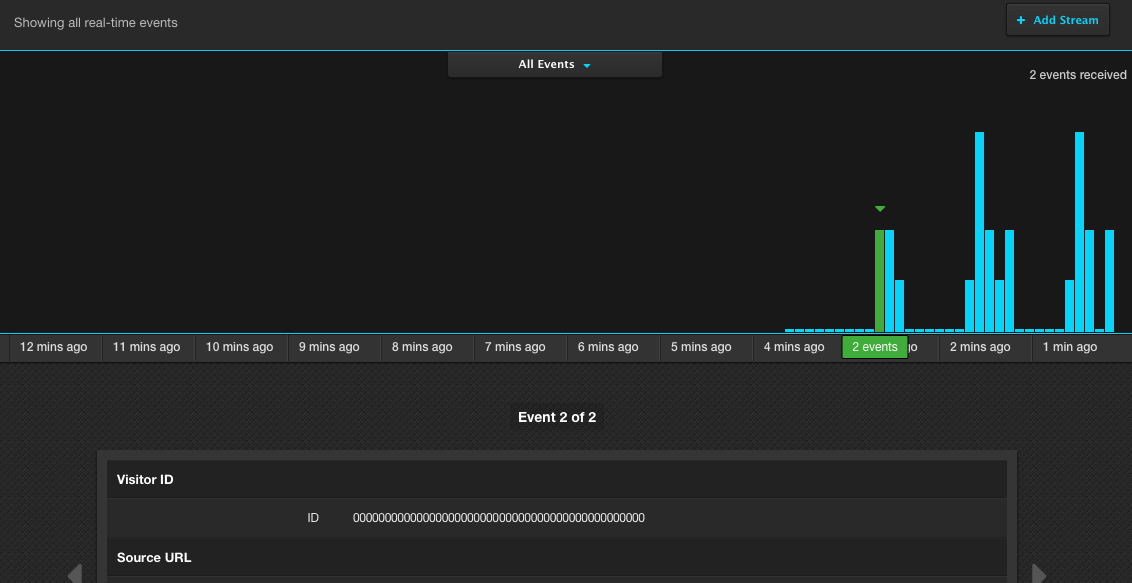 Showing all real-time events
+ Add Stream
All Events
2 events received
12 mins ago 11 mins ago 10 mins ago 9 mins ago 8 mins ago 7 mins ago 6 mins ago 5 mins ago 4 mins ago 2 events go 2 mins ago 1 min ago
Event 2 of 2
Visitor ID
ID 00000000000000000000000000000000000000000000000
Source URL